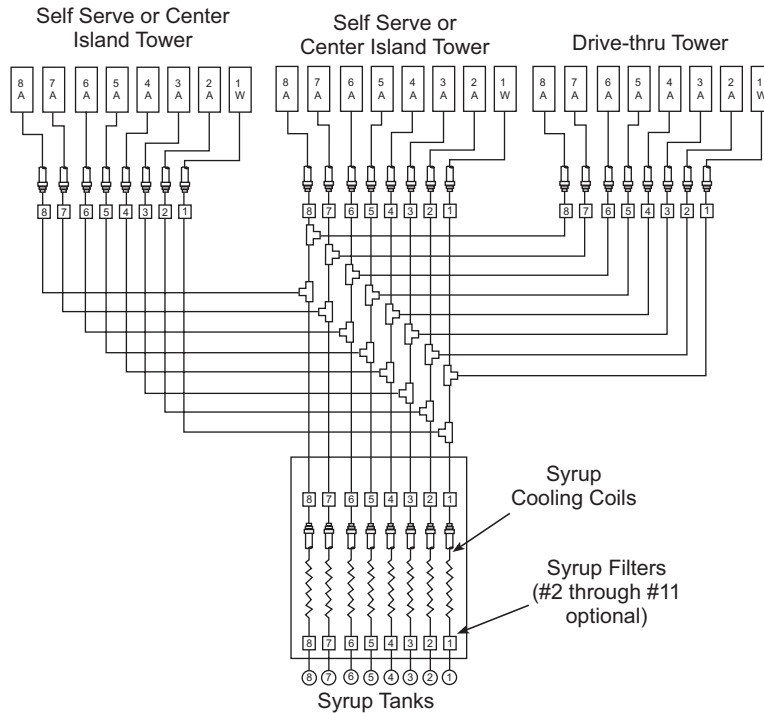 Self Serve or Center
Island Tower
Self Serve or
Center Island Tower
Drive-thru Tower
8 7 6 5 4 3 2 1
A A A A A A A W
8 7 6 5 4 3 2 1
A A A A A A A W
8 7 6 5 4 3 2 1
A A A A A A A W
8 7 6 5 4 3 2 1
8 7 6 5 4 3 2 1
8 7 6 5 4 3 2 1
8 7 6 5 4 3 2 1
Syrup
Cooling Coils
Syrup Filters
(#2 through #11
optional)
8 7 6 5 4 3 2 1
8 7 6 5 4 3 2 1
Syrup Tanks